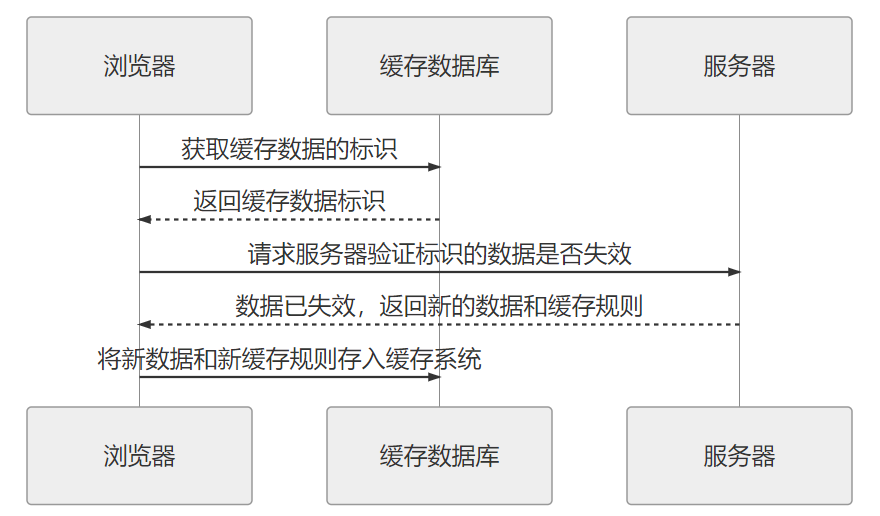 浏览器
缓存数据库
服务器
获取缓存数据的标识
返回缓存数据标识
请求服务器验证标识的数据是否失效
数据已失效，返回新的数据和缓存规则
将新数据和新缓存规则存入缓存系统
浏览器
缓存数据库
服务器